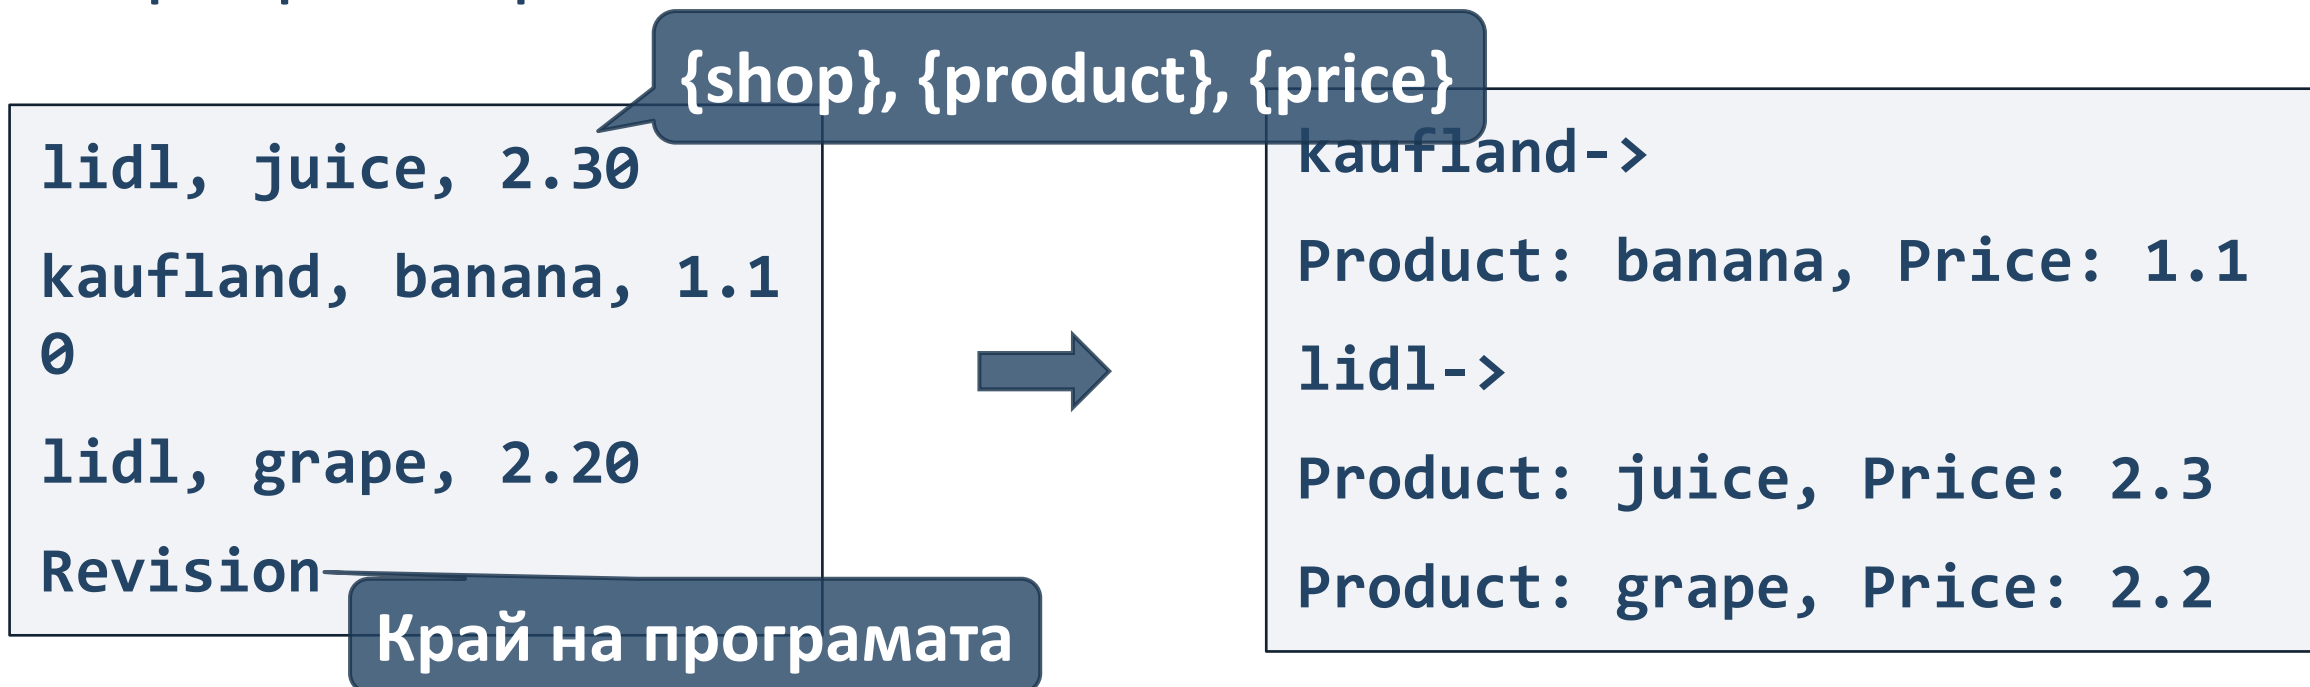 {shop}, {product}, {price}
lidl, juice, 2.30
kaufland, banana, 1.1
0
lidl, grape, 2.20
Revision
Край на програмата
kaufland->
Product: banana, Price: 1.1
lidl->
Product: juice, Price: 2.3
Product: grape, Price: 2.2